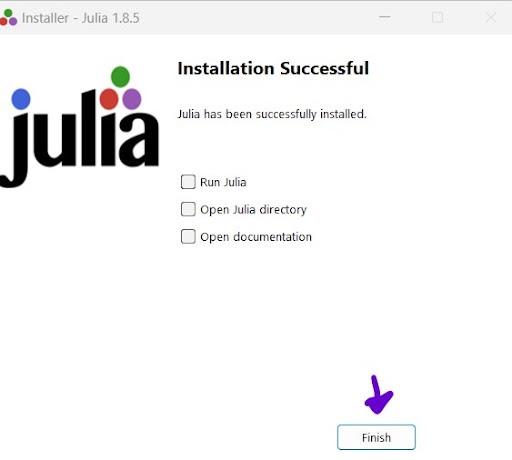 Installer - Julia 1.8.5
Installation Successful
julia
Julia has been successfully installed.
Run Julia
Open Julia directory
Open documentation
Finish